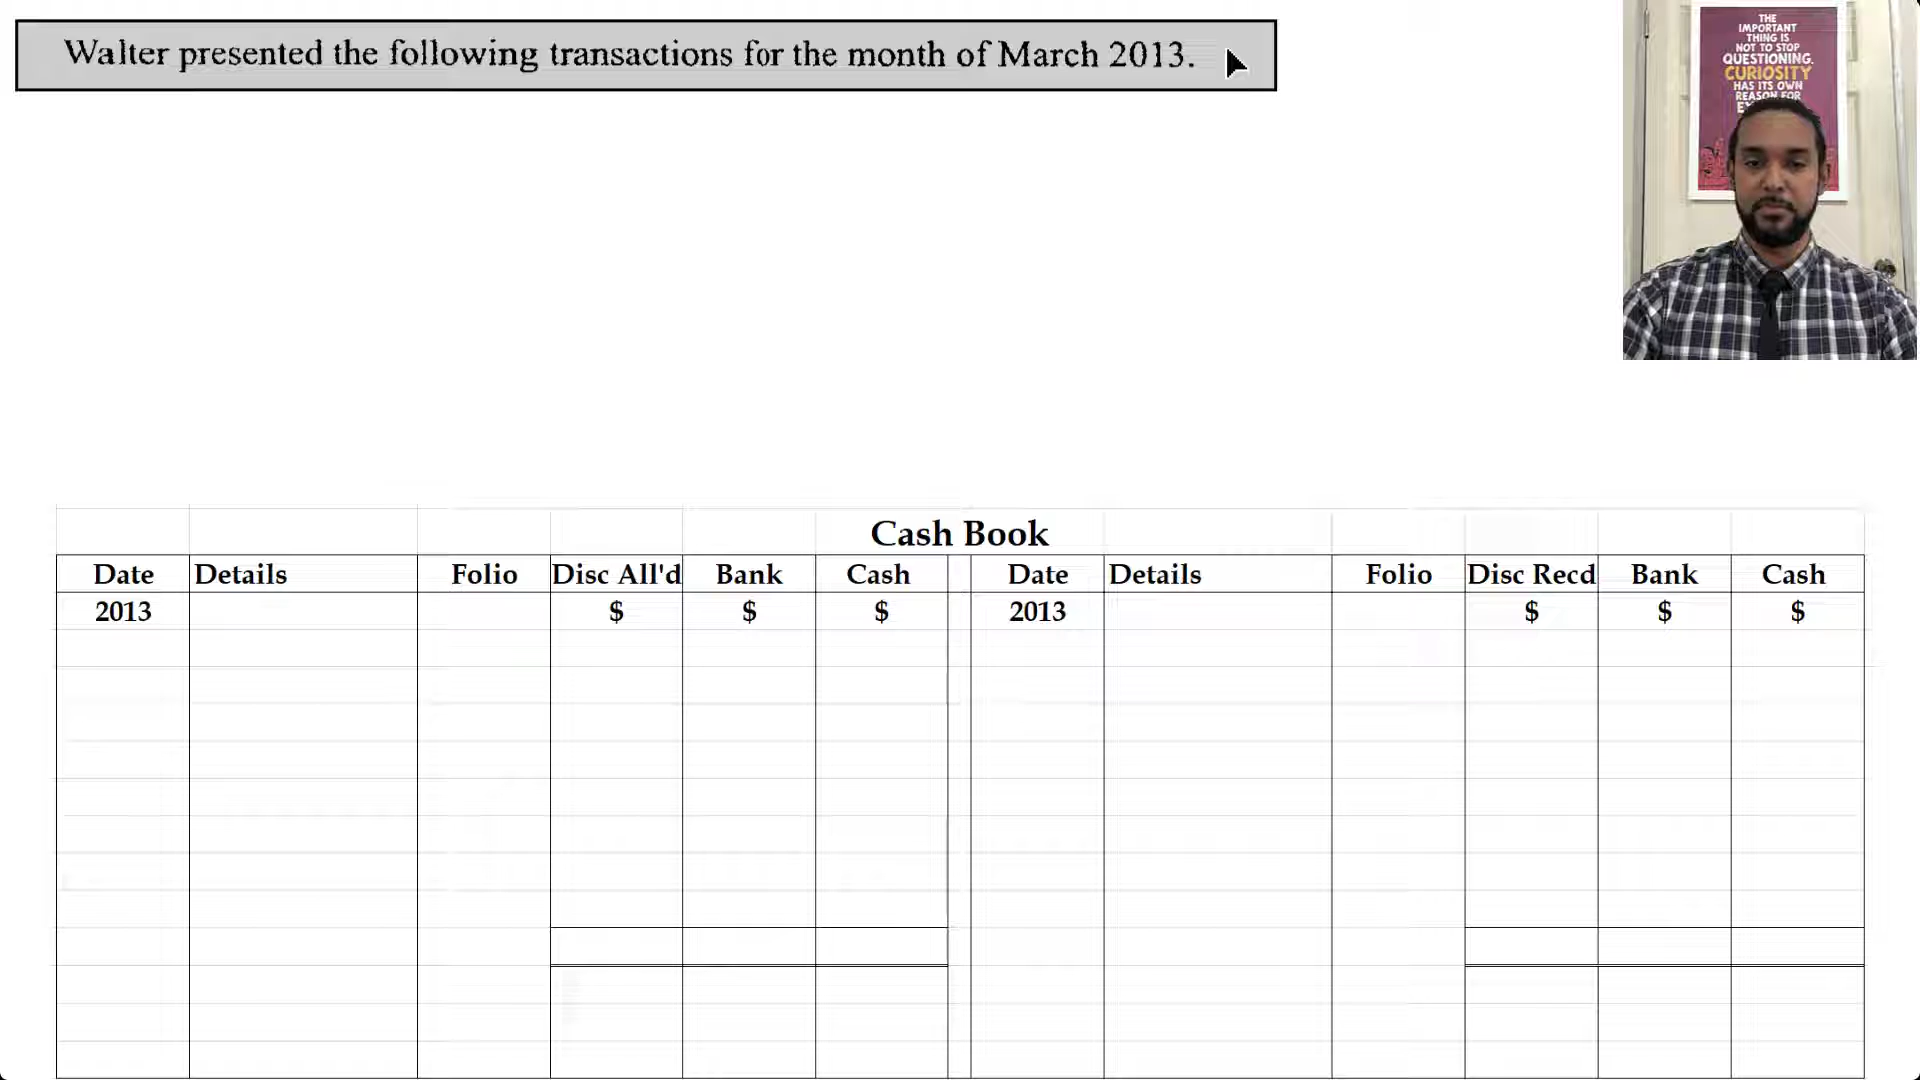 Walter presented the following transactions for the month of March 2013.
THE
IMPORTANT
THING IS
NOT TO STOP
QUESTIONING.
CURIOSITY
HAS ITS OWN
REASON FOR
Cash Book
Date Details Folio Disc All'd Bank Cash Date Details Folio Disc Recd Bank Cash
2013 $ $ $ 2013 $ $ $